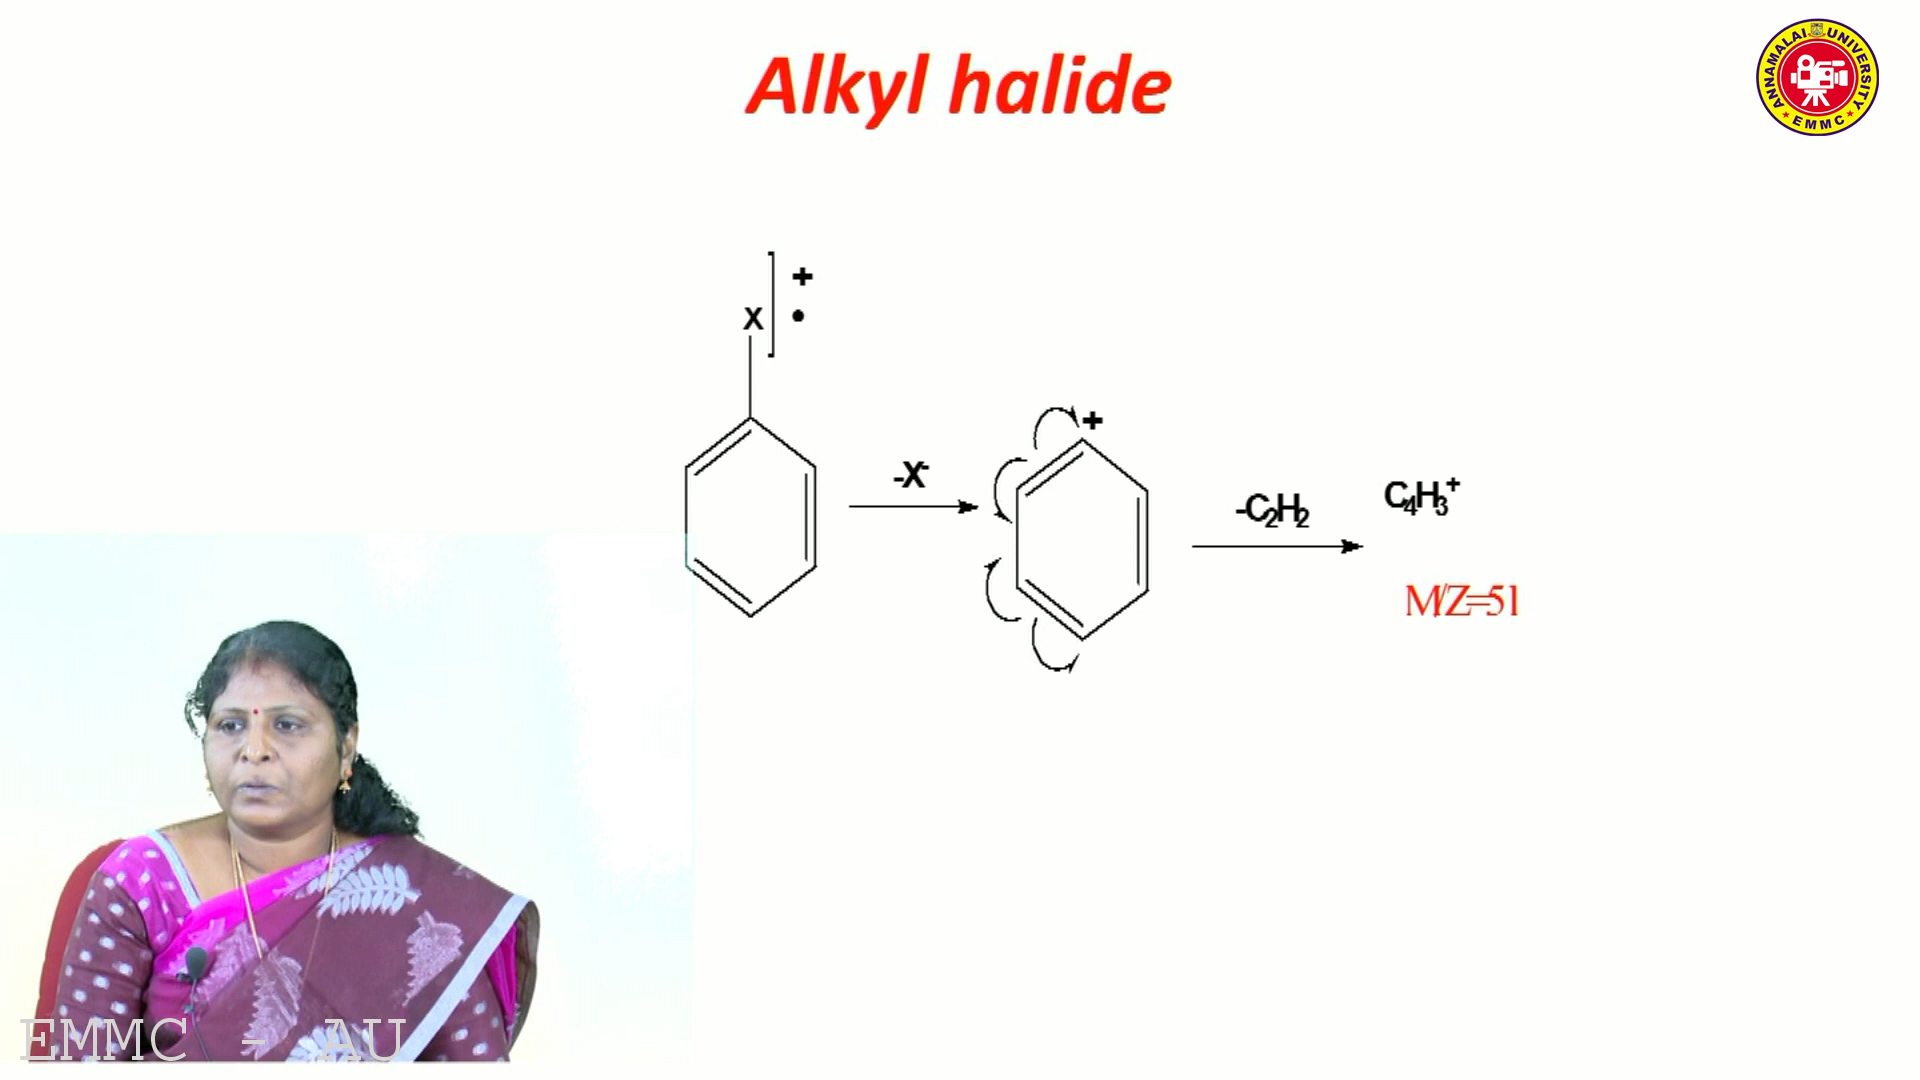 Alkyl halide
ANNAMALAI UNIVERSITY
EMMC
X
+
•
-X·
+
-C2H2
C4H3+
M/Z=51
EMMC - AU